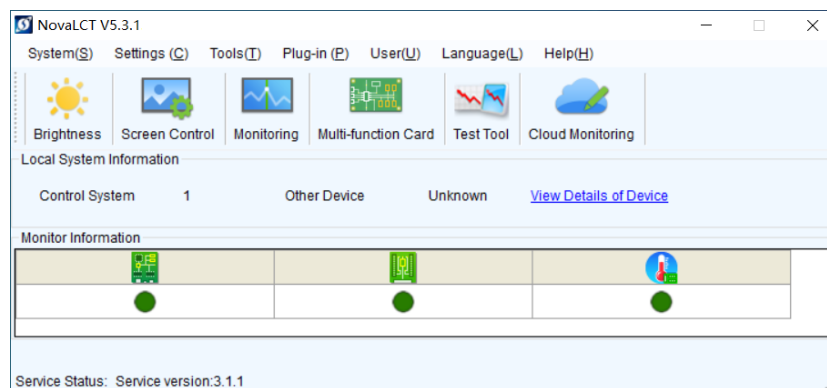 NovaLCT V5.3.1
System(S) Settings (C) Tools(T) Plug-in (P) User(U) Language(L) Help(H)
Brightness Screen Control Monitoring Multi-function Card Test Tool Cloud Monitoring
Local System Information
Control System 1 Other Device Unknown View Details of Device
Monitor Information
Service Status: Service version:3.1.1